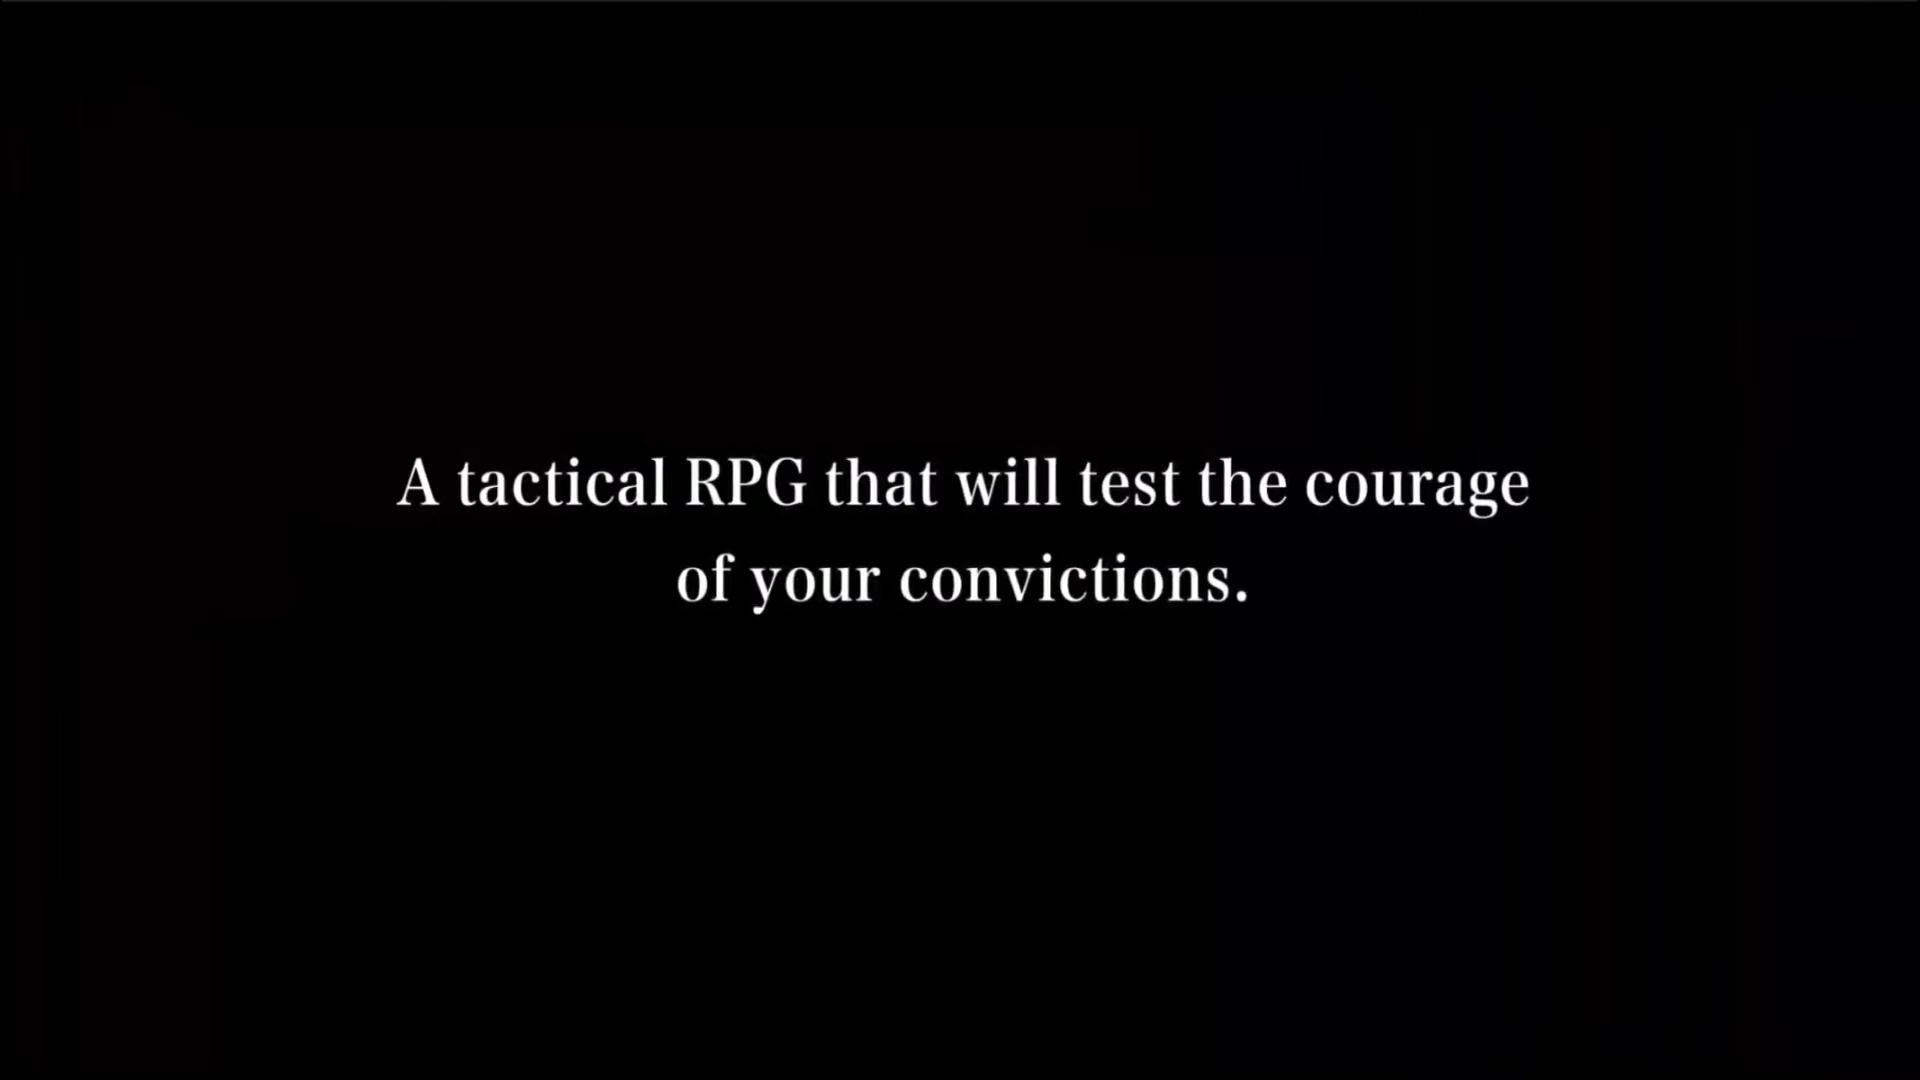 A tactical RPG that will test the courage
of your convictions.